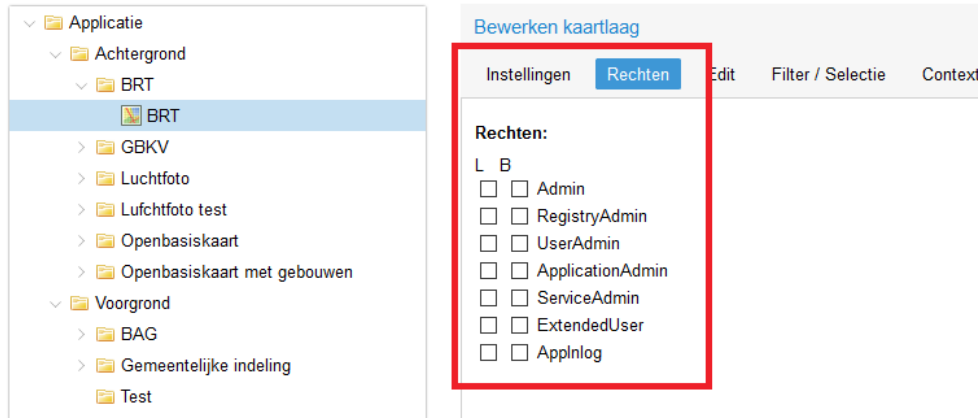 Applicatie
Achtergrond
BRT
BRT
GBKV
Luchtfoto
Lufchtfoto test
Openbasiskaart
Openbasiskaart met gebouwen
Voorgrond
BAG
Gemeentelijke indeling
Test
Bewerken kaartlaag
Instellingen Rechten Edit Filter / Selectie Context
Rechten:
L B
Admin
RegistryAdmin
UserAdmin
ApplicationAdmin
ServiceAdmin
ExtendedUser
AppInlog